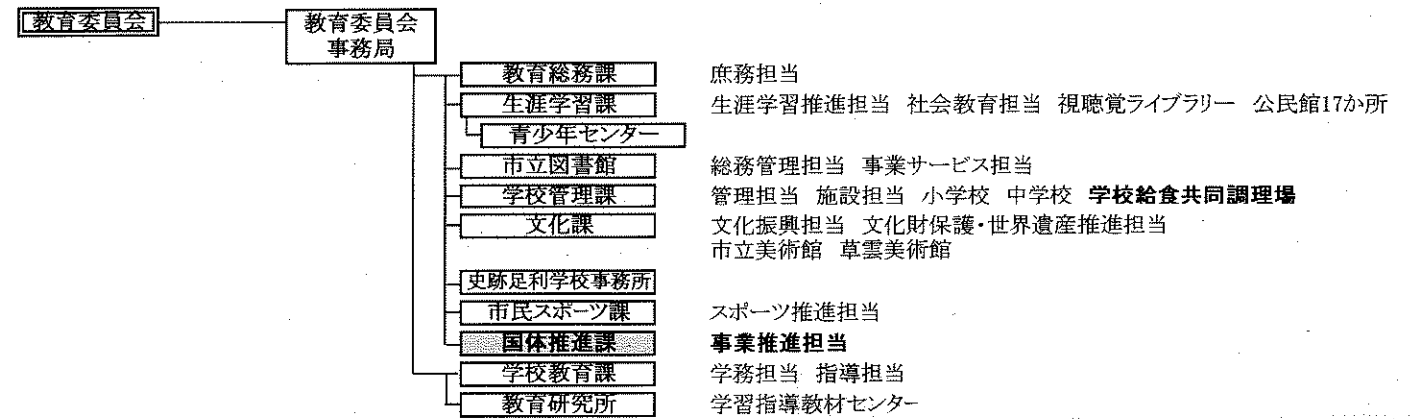 教育委員会
教育委員会
事務局
教育総務課 庶務担当
生涯学習課 生涯学習推進担当 社会教育担当 視聴覚ライブラリー 公民館17か所
青少年センター
市立図書館 総務管理担当 事業サービス担当
学校管理課 管理担当 施設担当 小学校 中学校 学校給食共同調理場
文化課 文化振興担当 文化財保護・世界遺産推進担当
市立美術館 草雲美術館
史跡足利学校事務所
市民スポーツ課 スポーツ推進担当
国体推進課 事業推進担当
学校教育課 学務担当 指導担当
教育研究所 学習指導教材センター